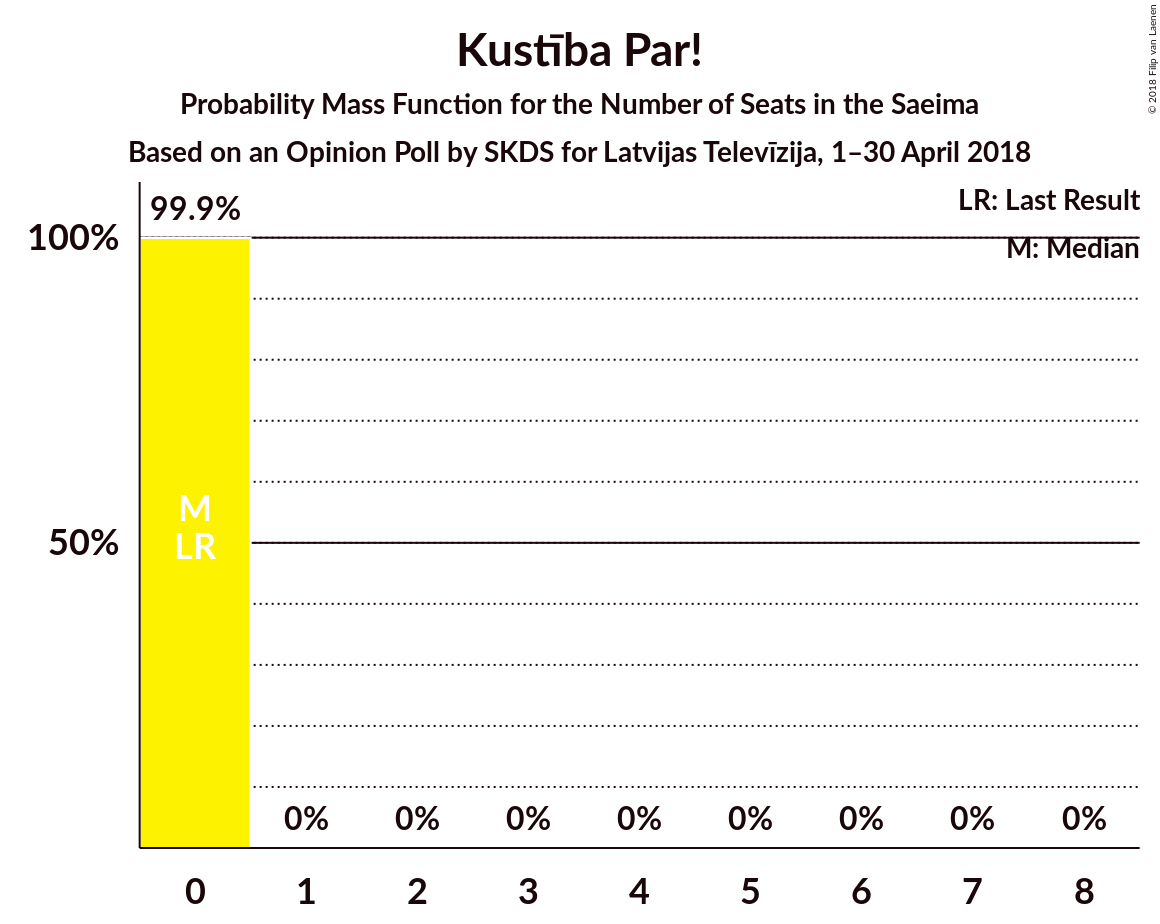 Kustība Par!
Probability Mass Function for the Number of Seats in the Saeima
Based on an Opinion Poll by SKDS for Latvijas Televīzija, 1–30 April 2018
© 2018 Filip van Laenen
LR: Last Result
M: Median
99.9%
100%
50%
M
LR
0% 0% 0% 0% 0% 0% 0% 0%
0 1 2 3 4 5 6 7 8